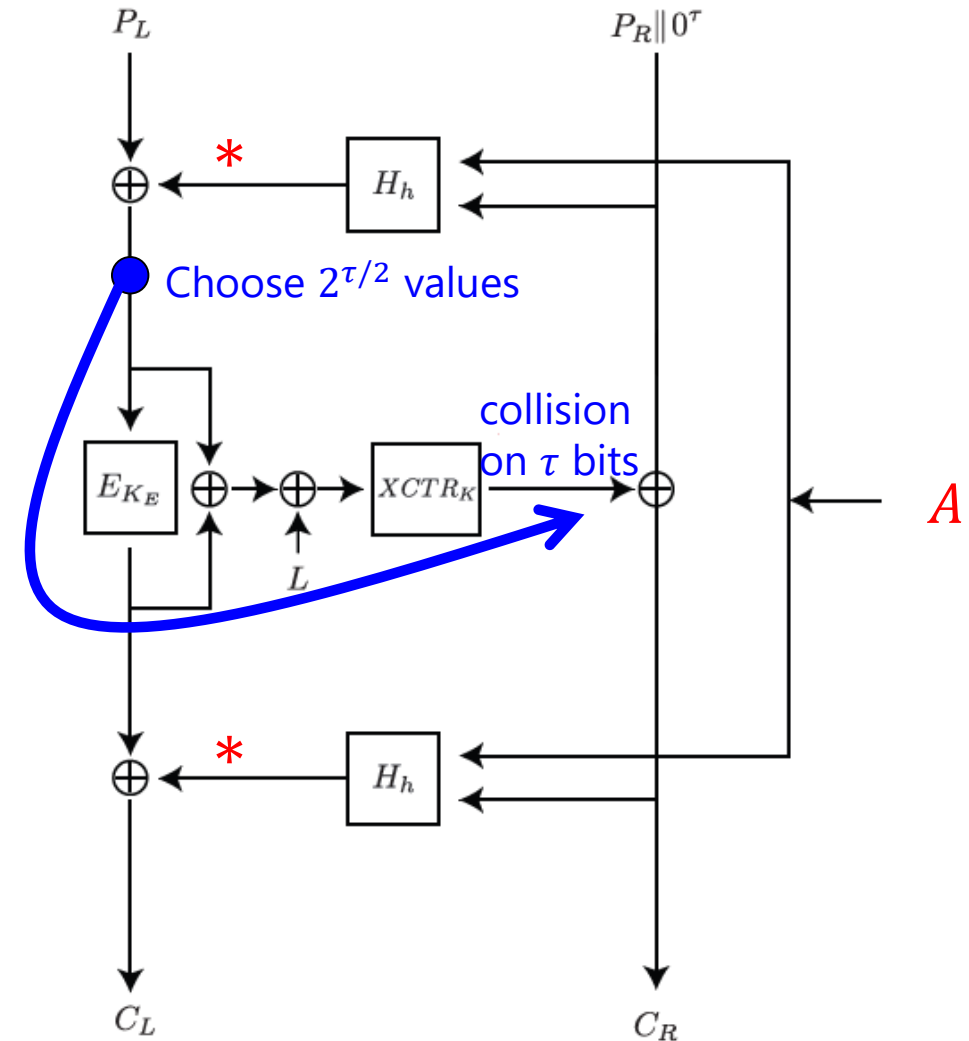 P_L
P_R∥0^τ
*
H_h
Choose 2^{τ/2} values
collision
on τ bits
E_{K_E}
XCTR_K
A
L
*
H_h
C_L
C_R